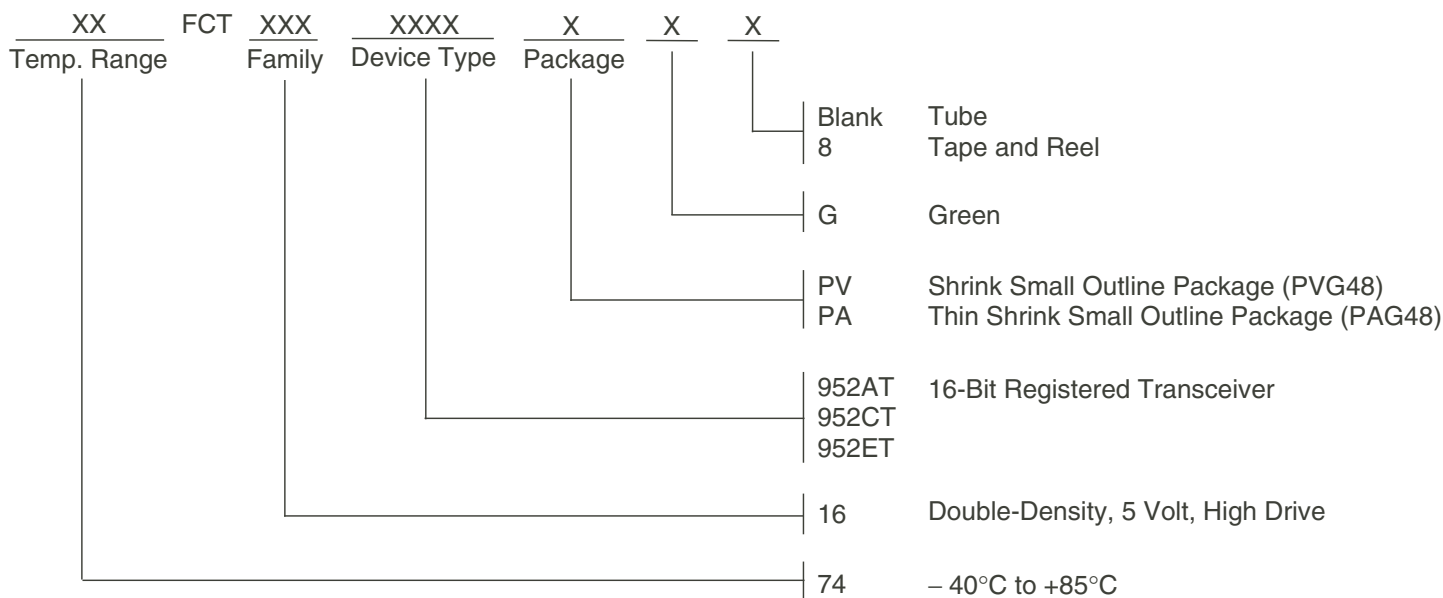 XX FCT XXX XXXX X X X
Temp. Range Family Device Type Package
Blank Tube
8 Tape and Reel
G Green
PV Shrink Small Outline Package (PVG48)
PA Thin Shrink Small Outline Package (PAG48)
952AT 16-Bit Registered Transceiver
952CT
952ET
16 Double-Density, 5 Volt, High Drive
74 – 40°C to +85°C